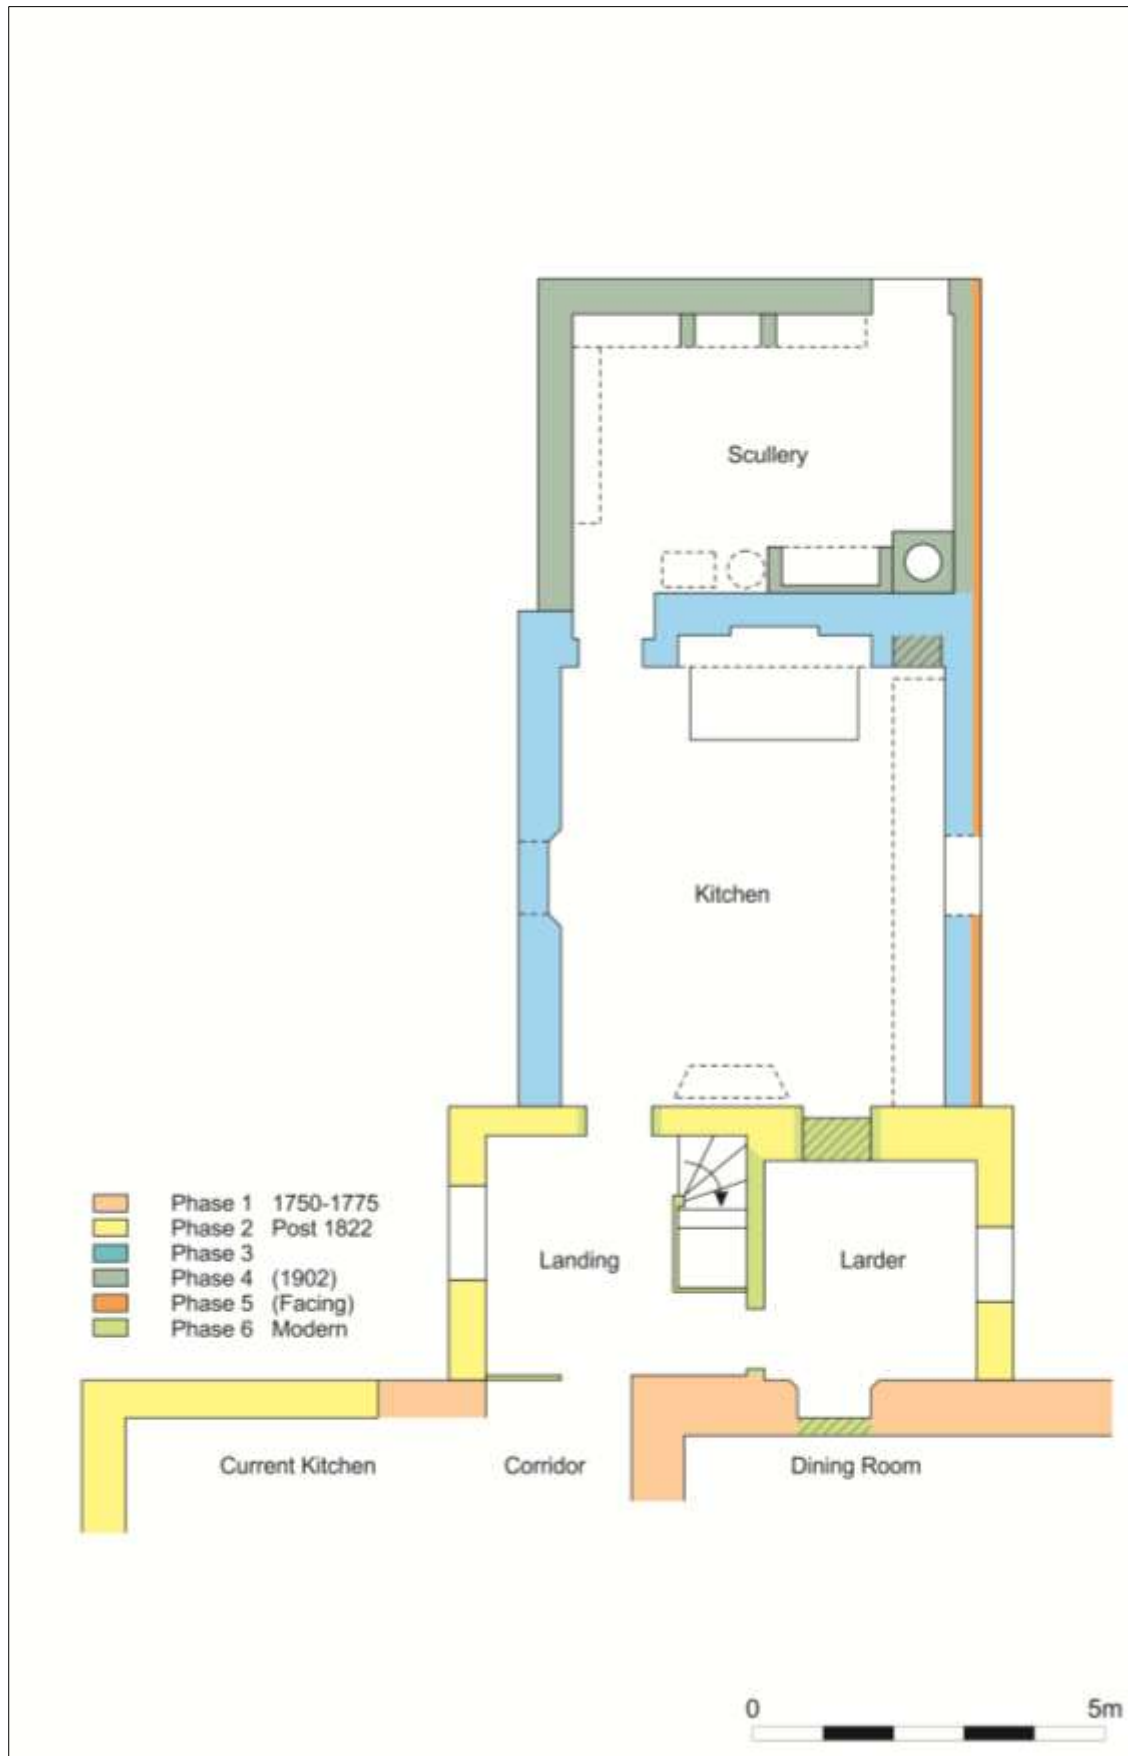 Scullery
Kitchen
Phase 1 1750-1775
Phase 2 Post 1822
Phase 3
Phase 4 (1902)
Phase 5 (Facing)
Phase 6 Modern
Landing
Larder
Current Kitchen
Corridor
Dining Room
0 5m